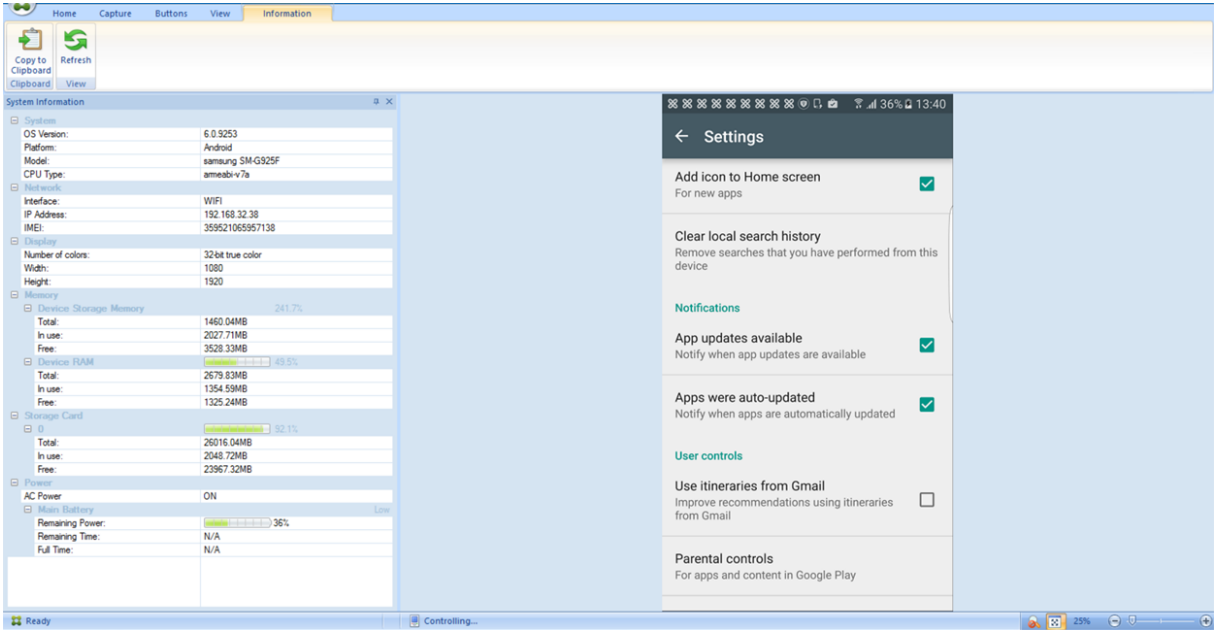 Home Capture Buttons View Information
Copy to Clipboard
Refresh
Clipboard View
System Information
System
OS Version: 6.0.9253
Platform: Android
Model: samsung SM-G925F
CPU Type: armeabi-v7a
Network
Interface: WIFI
IP Address: 192.168.32.38
IMEI: 359521065957138
Display
Number of colors: 32-bit true color
Width: 1080
Height: 1920
Memory
Device Storage Memory 241.7%
Total: 1460.04MB
In use: 2027.71MB
Free: 3528.33MB
Device RAM 49.5%
Total: 2679.83MB
In use: 1354.59MB
Free: 1325.24MB
Storage Card
0 92.1%
Total: 26016.04MB
In use: 2048.72MB
Free: 23967.32MB
Power
AC Power ON
Main Battery Low
Remaining Power: 36%
Remaining Time: N/A
Full Time: N/A
36% 13:40
Settings
Add icon to Home screen
For new apps
Clear local search history
Remove searches that you have performed from this
device
Notifications
App updates available
Notify when app updates are available
Apps were auto-updated
Notify when apps are automatically updated
User controls
Use itineraries from Gmail
Improve recommendations using itineraries
from Gmail
Parental controls
For apps and content in Google Play
Ready
Controlling...
25%